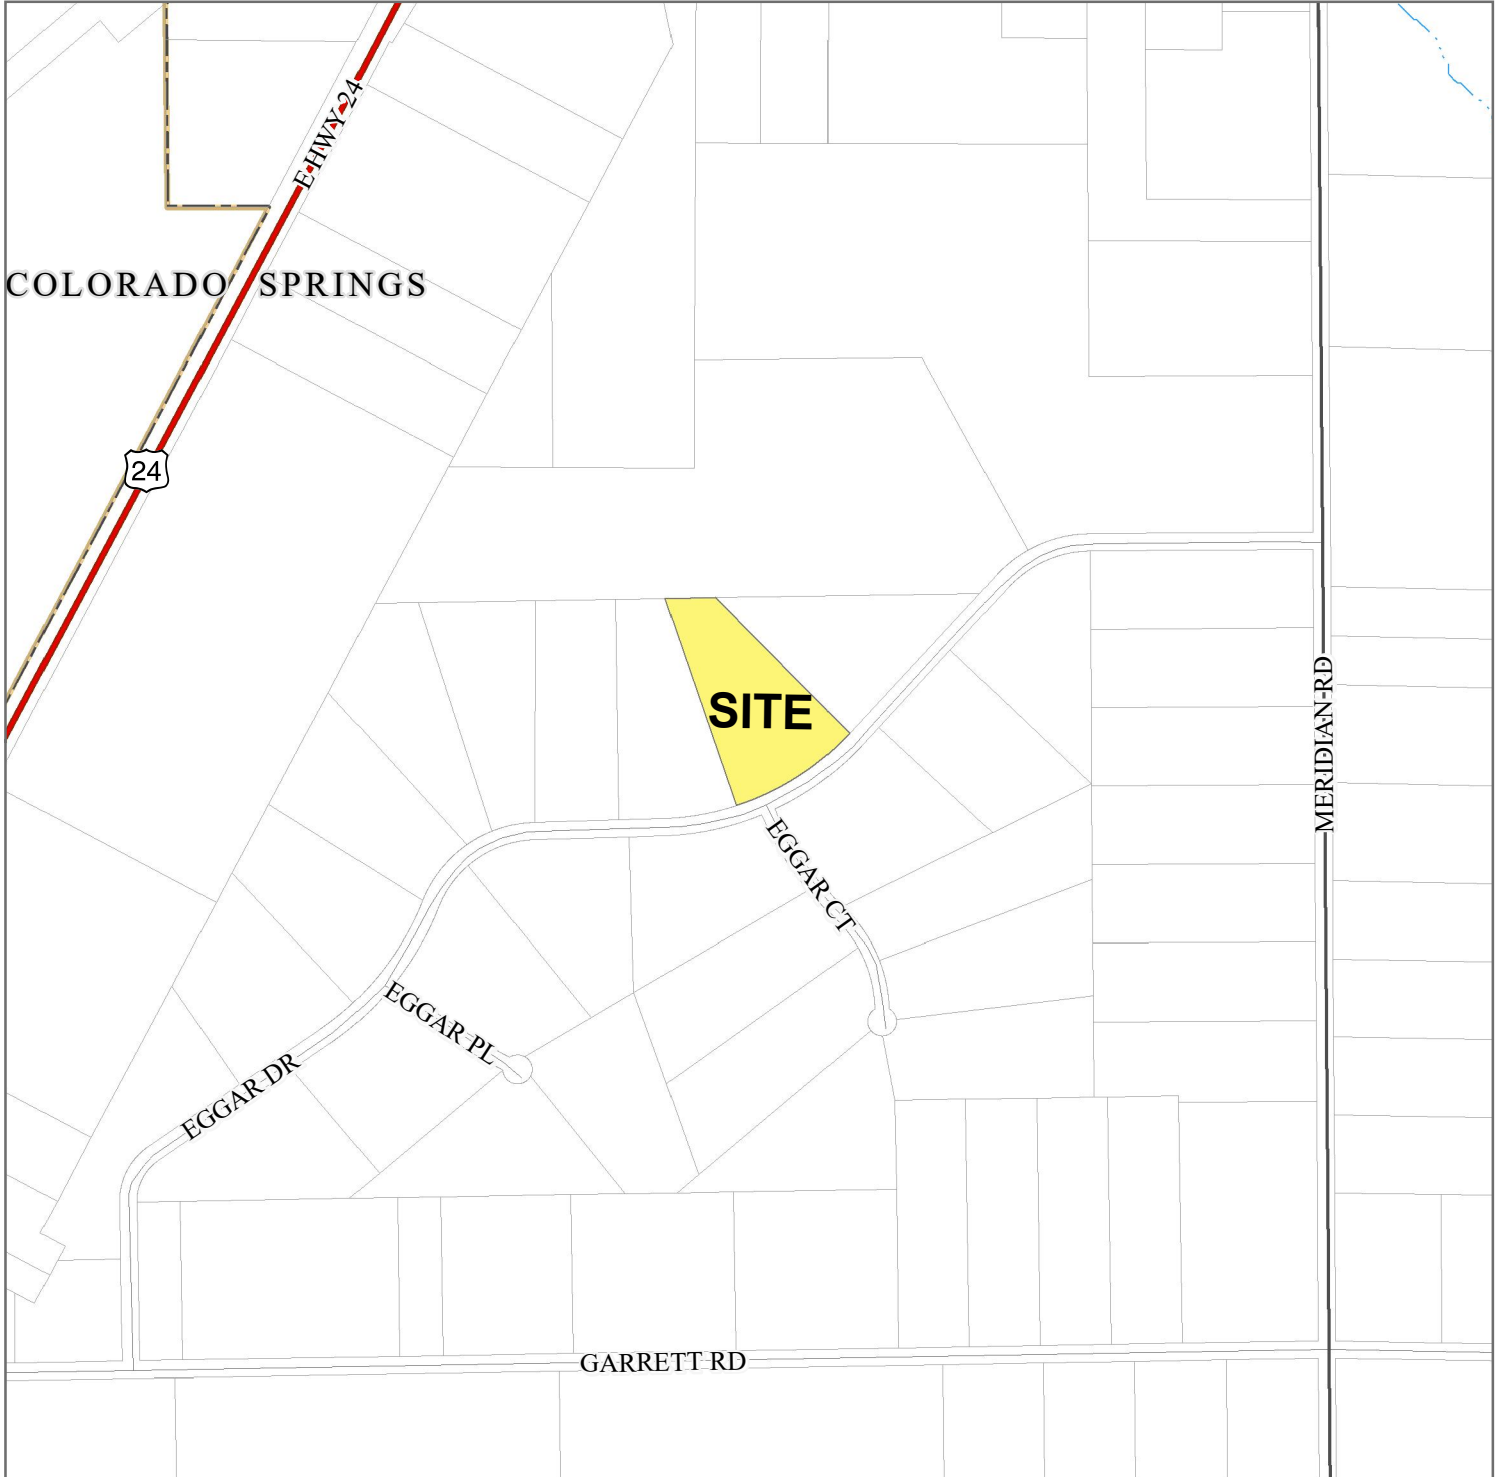 E HWY 24
COLORADO SPRINGS
24
SITE
MERIDIAN RD
EGGAR CT
EGGAR PL
EGGAR DR
GARRETT RD